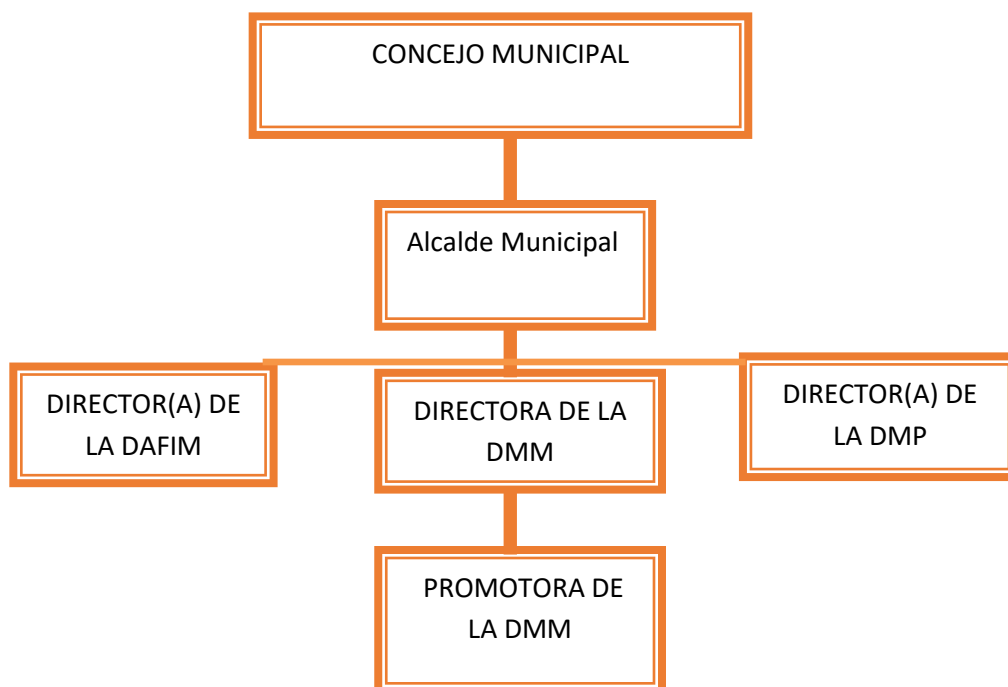 CONCEJO MUNICIPAL
Alcalde Municipal
DIRECTOR(A) DE
LA DAFIM
DIRECTORA DE LA
DMM
DIRECTOR(A) DE
LA DMP
PROMOTORA DE
LA DMM